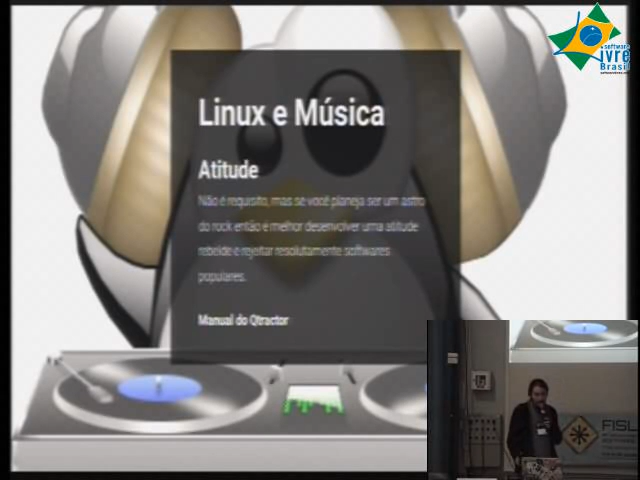 software
livre
Brasil
Linux e Música
Atitude
Não é requisito, mas se você planeja ser um astro
do rock então é melhor desenvolver uma atitude
rebelde e rejeitar resolutamente softwares
populares.
Manual do Qtractor
FISL